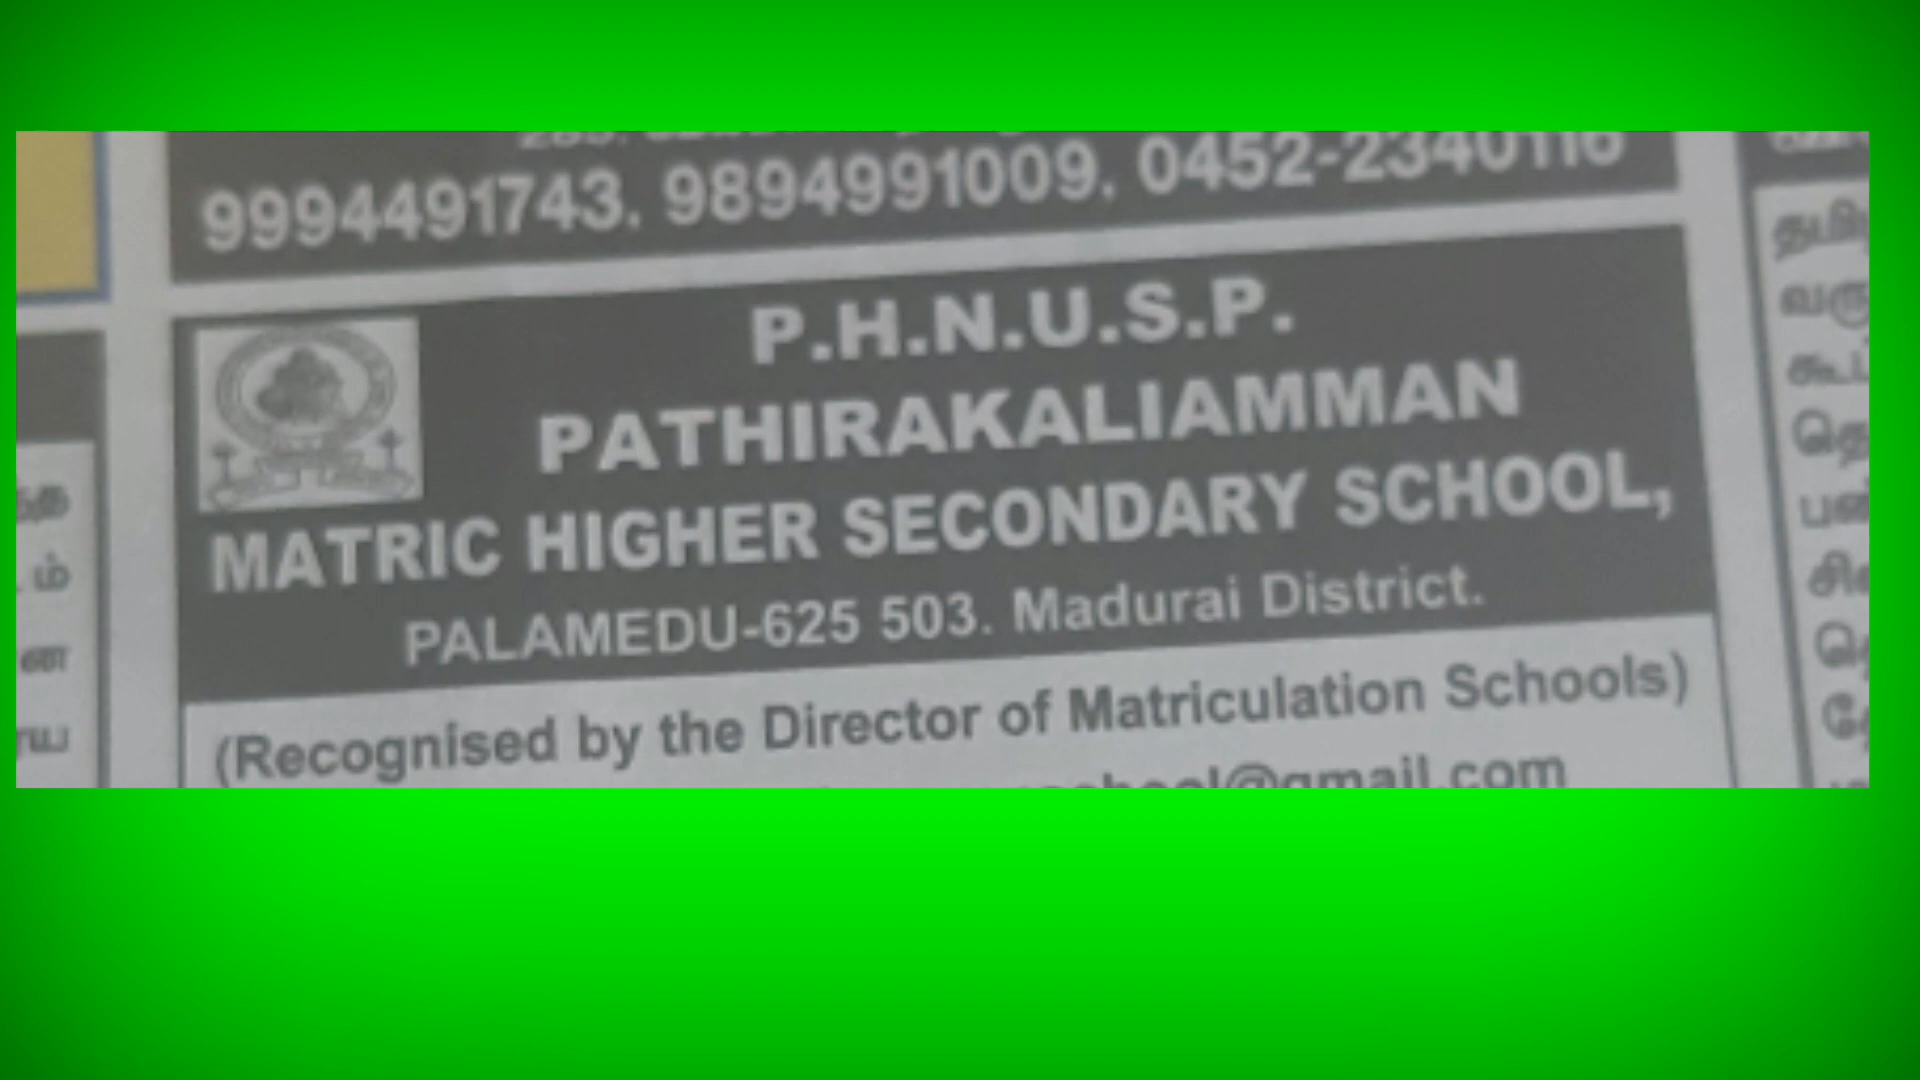 9994491743, 9894991009, 0452-2340116
P.H.N.U.S.P.
PATHIRAKALIAMMAN
MATRIC HIGHER SECONDARY SCHOOL,
PALAMEDU-625 503. Madurai District.
(Recognised by the Director of Matriculation Schools)